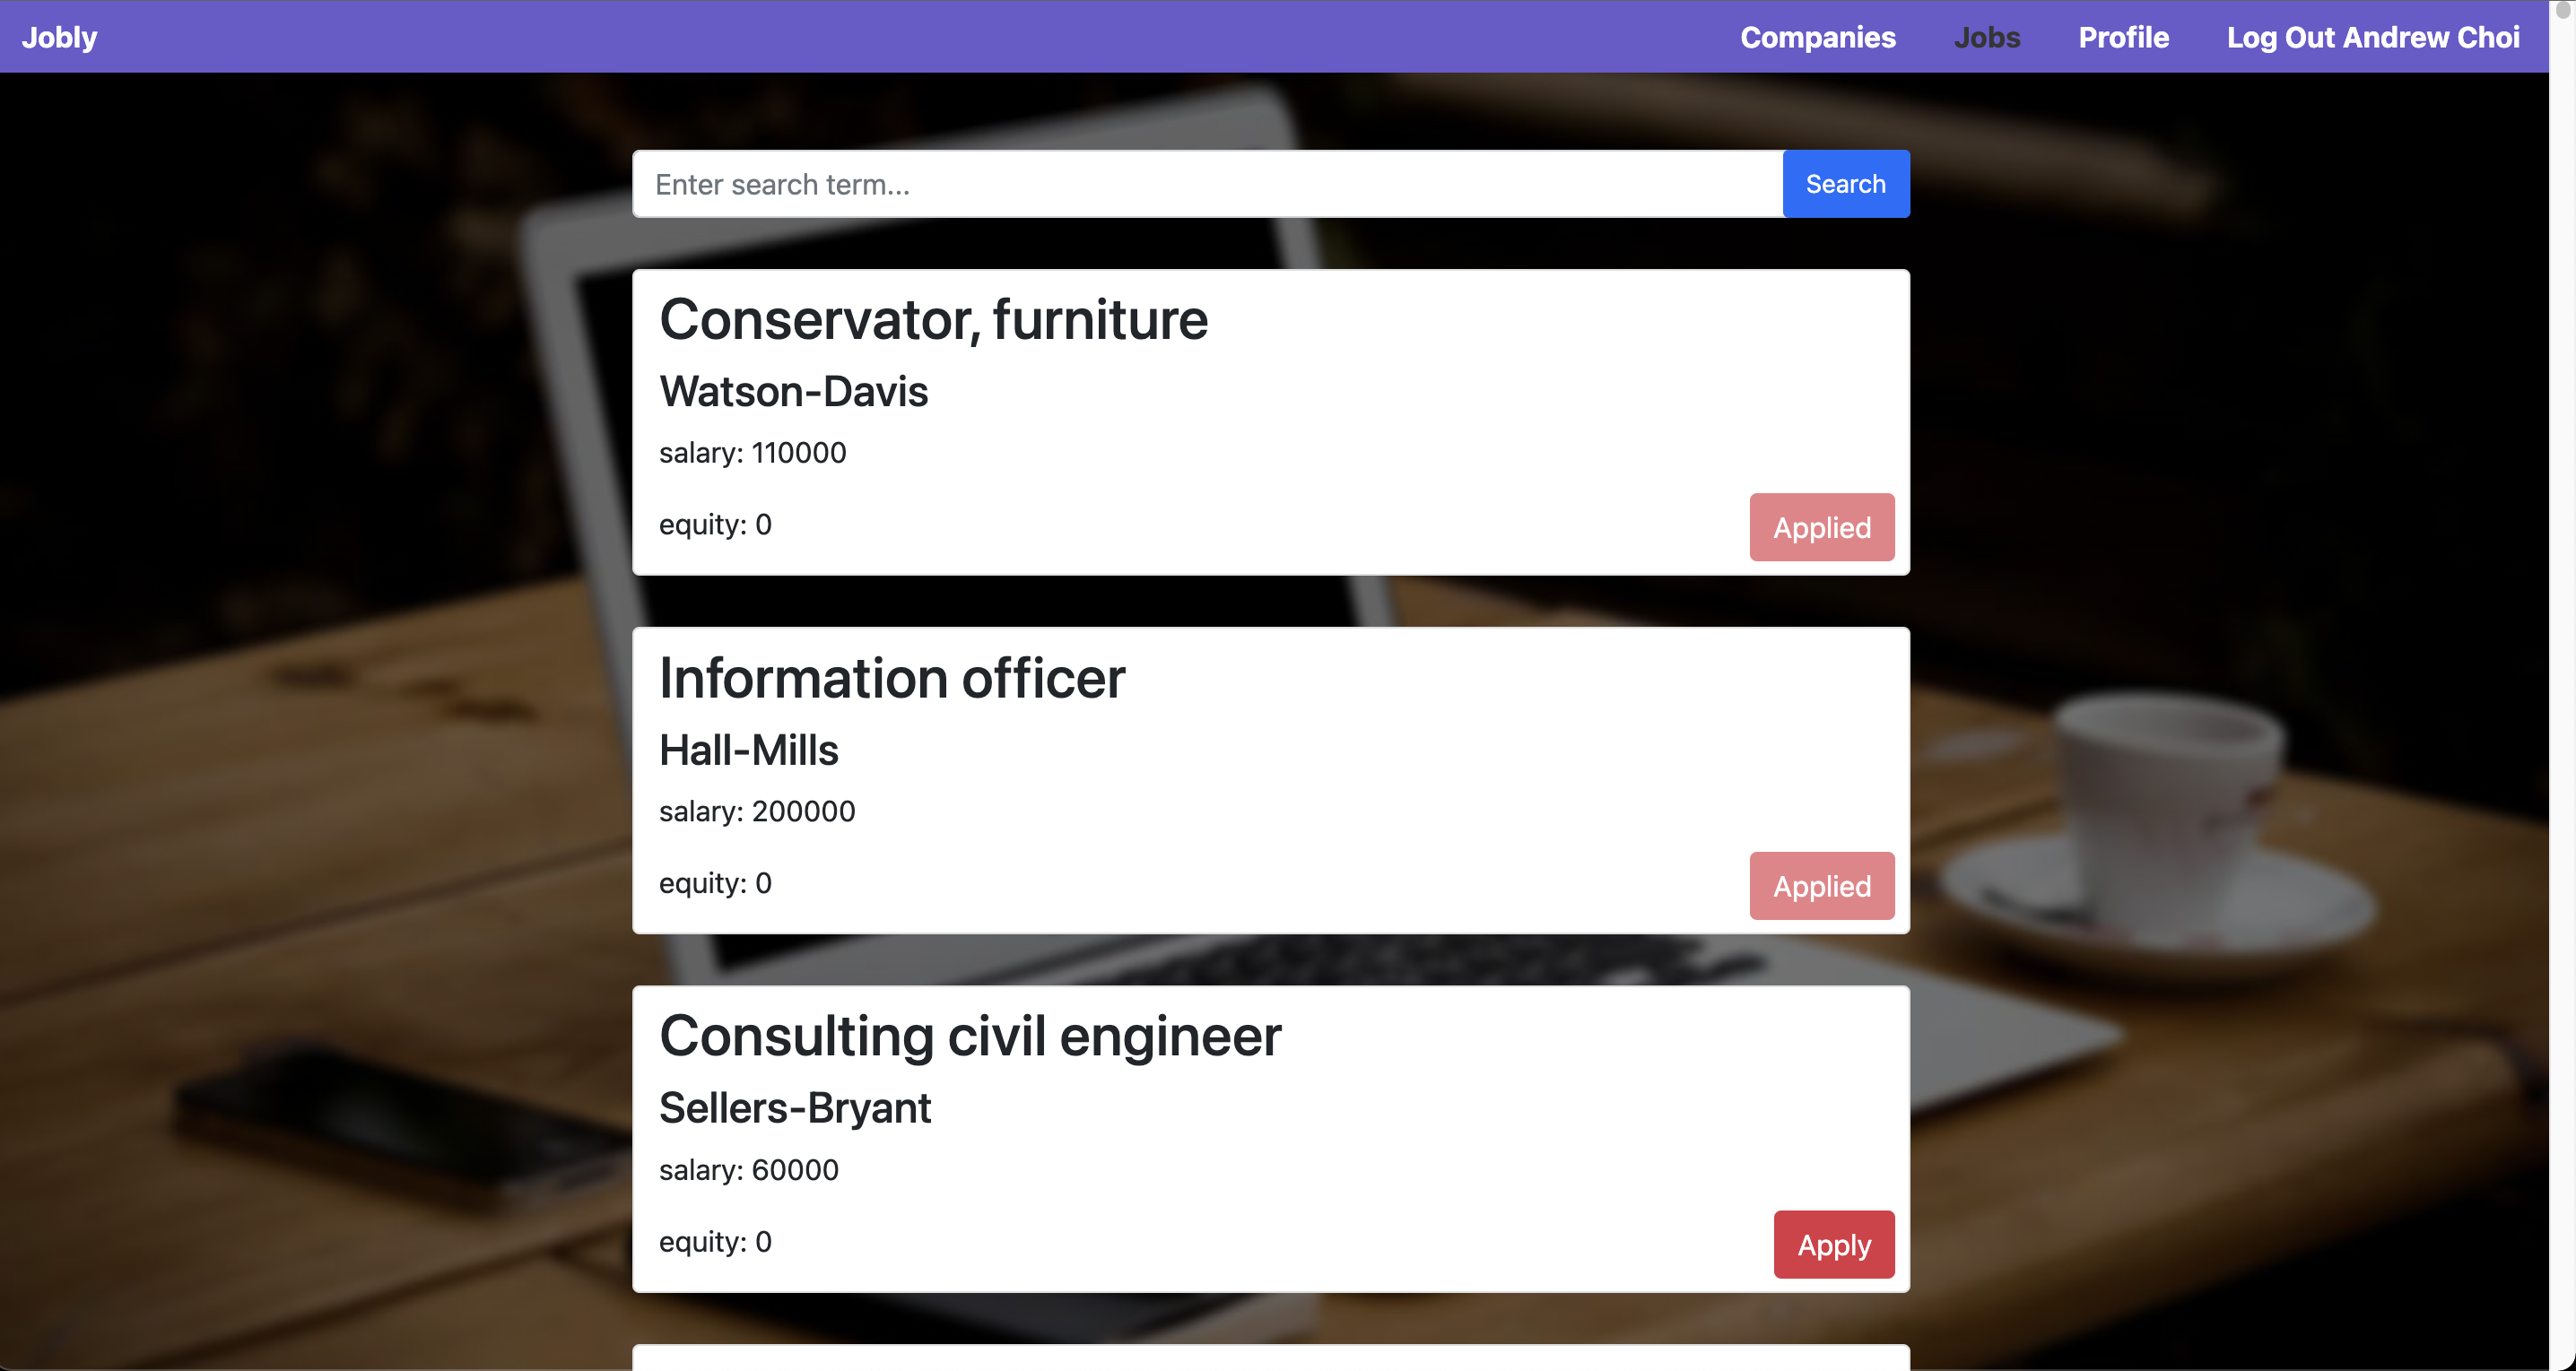 Jobly Companies Jobs Profile Log Out Andrew Choi
Enter search term... Search
Conservator, furniture
Watson-Davis
salary: 110000
equity: 0 Applied
Information officer
Hall-Mills
salary: 200000
equity: 0 Applied
Consulting civil engineer
Sellers-Bryant
salary: 60000
equity: 0 Apply